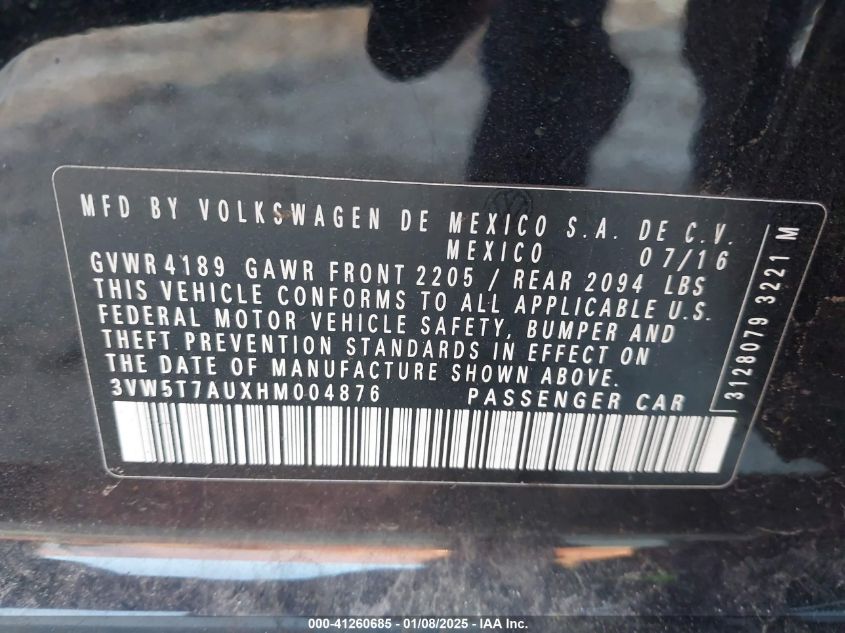 MFD BY VOLKSWAGEN DE MEXICO S.A. DE C.V.
MEXICO 07/16
GVWR 4189 GAWR FRONT 2205 / REAR 2094 LBS
THIS VEHICLE CONFORMS TO ALL APPLICABLE U.S.
FEDERAL MOTOR VEHICLE SAFETY, BUMPER AND
THEFT PREVENTION STANDARDS IN EFFECT ON
THE DATE OF MANUFACTURE SHOWN ABOVE.
3VW5T7AUXHM004876 PASSENGER CAR
3128079 3221 M
000-41260685 - 01/08/2025 - IAA, Inc.